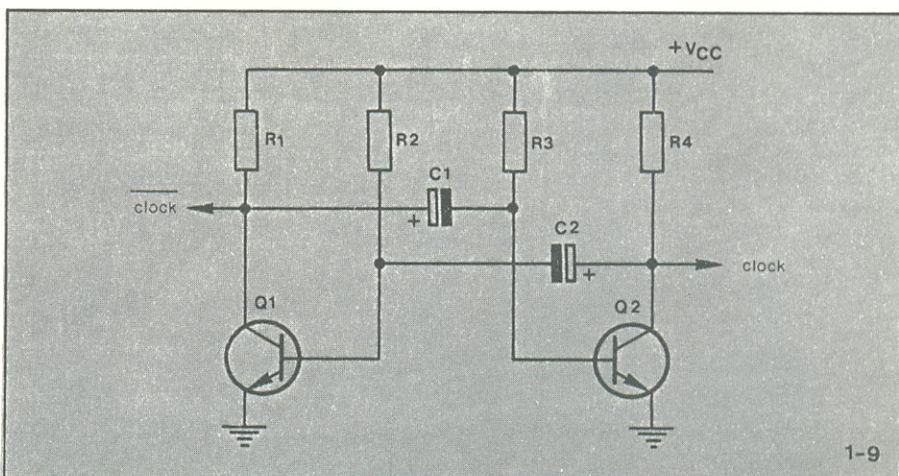 +VCC
R1
R2
R3
R4
C1
clock
+
C2
+
clock
Q1
Q2
1-9